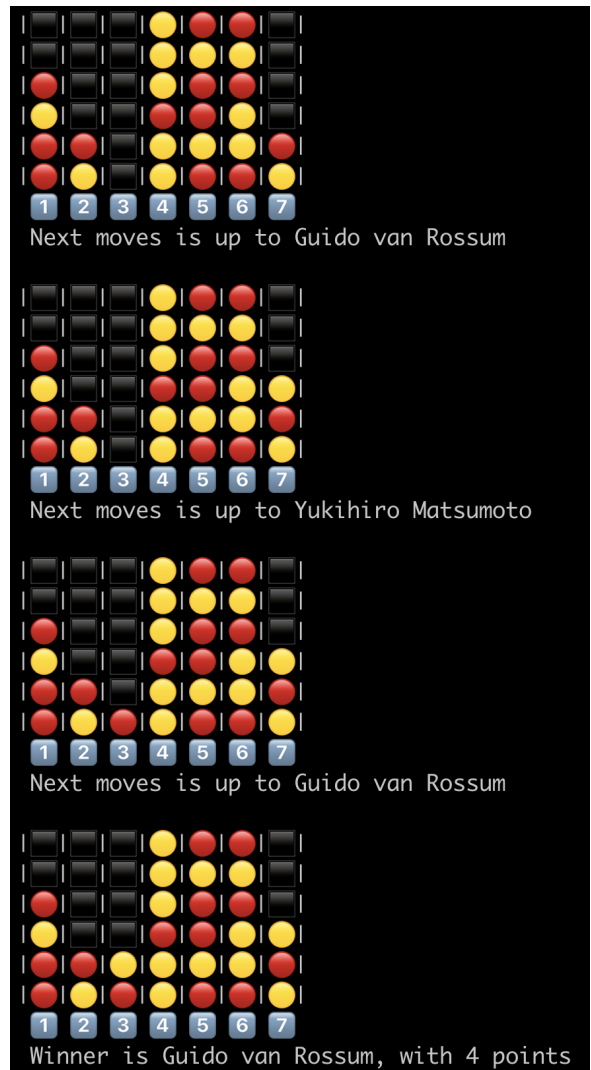 1 2 3 4 5 6 7
Next moves is up to Guido van Rossum
1 2 3 4 5 6 7
Next moves is up to Yukihiro Matsumoto
1 2 3 4 5 6 7
Next moves is up to Guido van Rossum
1 2 3 4 5 6 7
Winner is Guido van Rossum, with 4 points